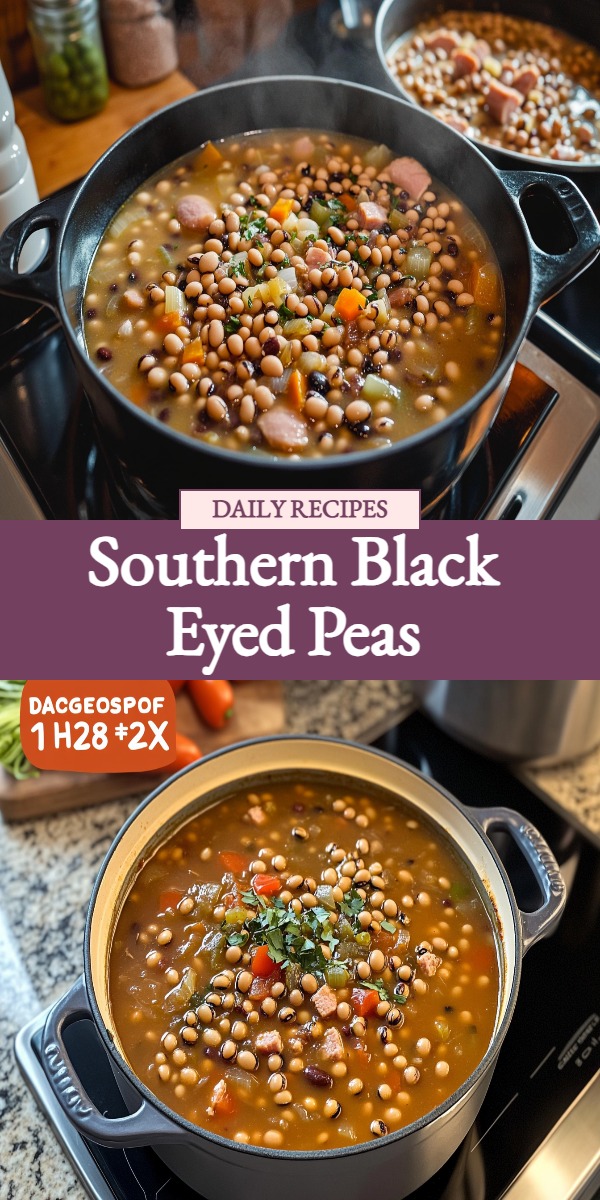 DAILY RECIPES
Southern Black
Eyed Peas
DACGEOSPOF
1 H28 ‡2X